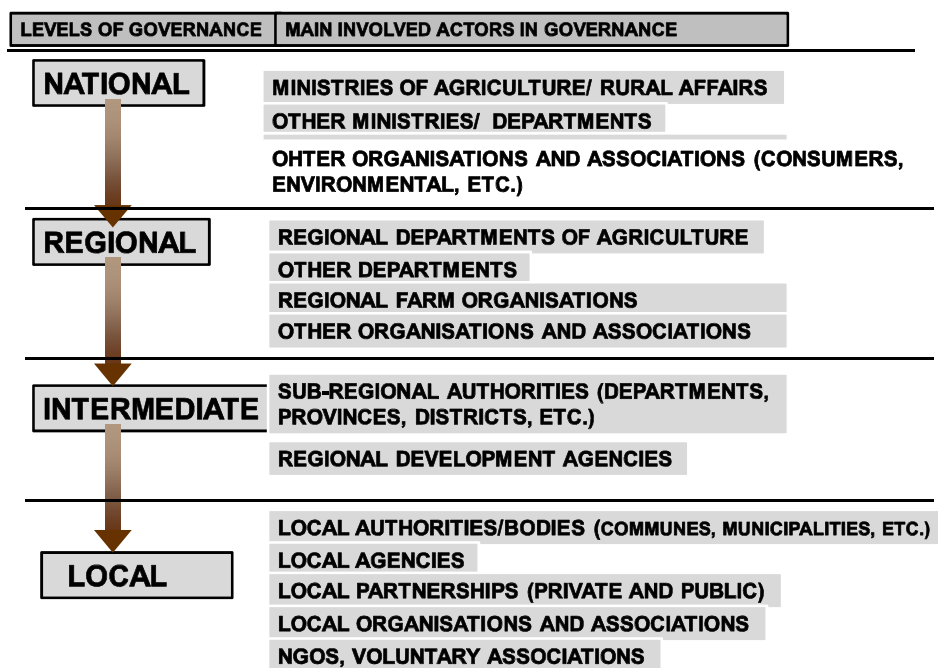 LEVELS OF GOVERNANCE MAIN INVOLVED ACTORS IN GOVERNANCE
NATIONAL
MINISTRIES OF AGRICULTURE/ RURAL AFFAIRS
OTHER MINISTRIES/ DEPARTMENTS
OHTER ORGANISATIONS AND ASSOCIATIONS (CONSUMERS,
ENVIRONMENTAL, ETC.)
REGIONAL
REGIONAL DEPARTMENTS OF AGRICULTURE
OTHER DEPARTMENTS
REGIONAL FARM ORGANISATIONS
OTHER ORGANISATIONS AND ASSOCIATIONS
INTERMEDIATE
SUB-REGIONAL AUTHORITIES (DEPARTMENTS,
PROVINCES, DISTRICTS, ETC.)
REGIONAL DEVELOPMENT AGENCIES
LOCAL
LOCAL AUTHORITIES/BODIES (COMMUNES, MUNICIPALITIES, ETC.)
LOCAL AGENCIES
LOCAL PARTNERSHIPS (PRIVATE AND PUBLIC)
LOCAL ORGANISATIONS AND ASSOCIATIONS
NGOS, VOLUNTARY ASSOCIATIONS